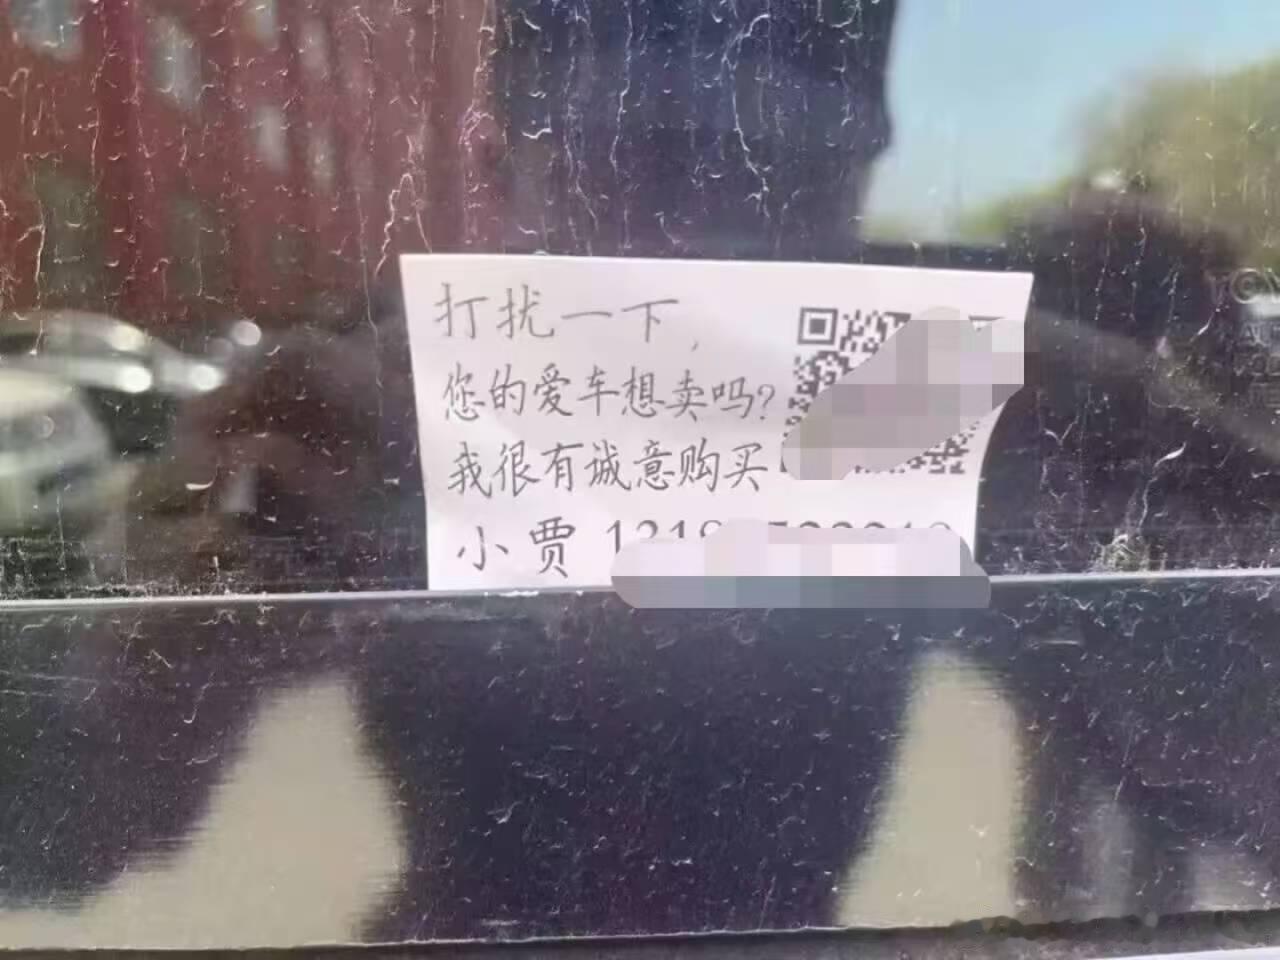 打扰一下,
您的爱车想卖吗?
我很有诚意购买
小贾